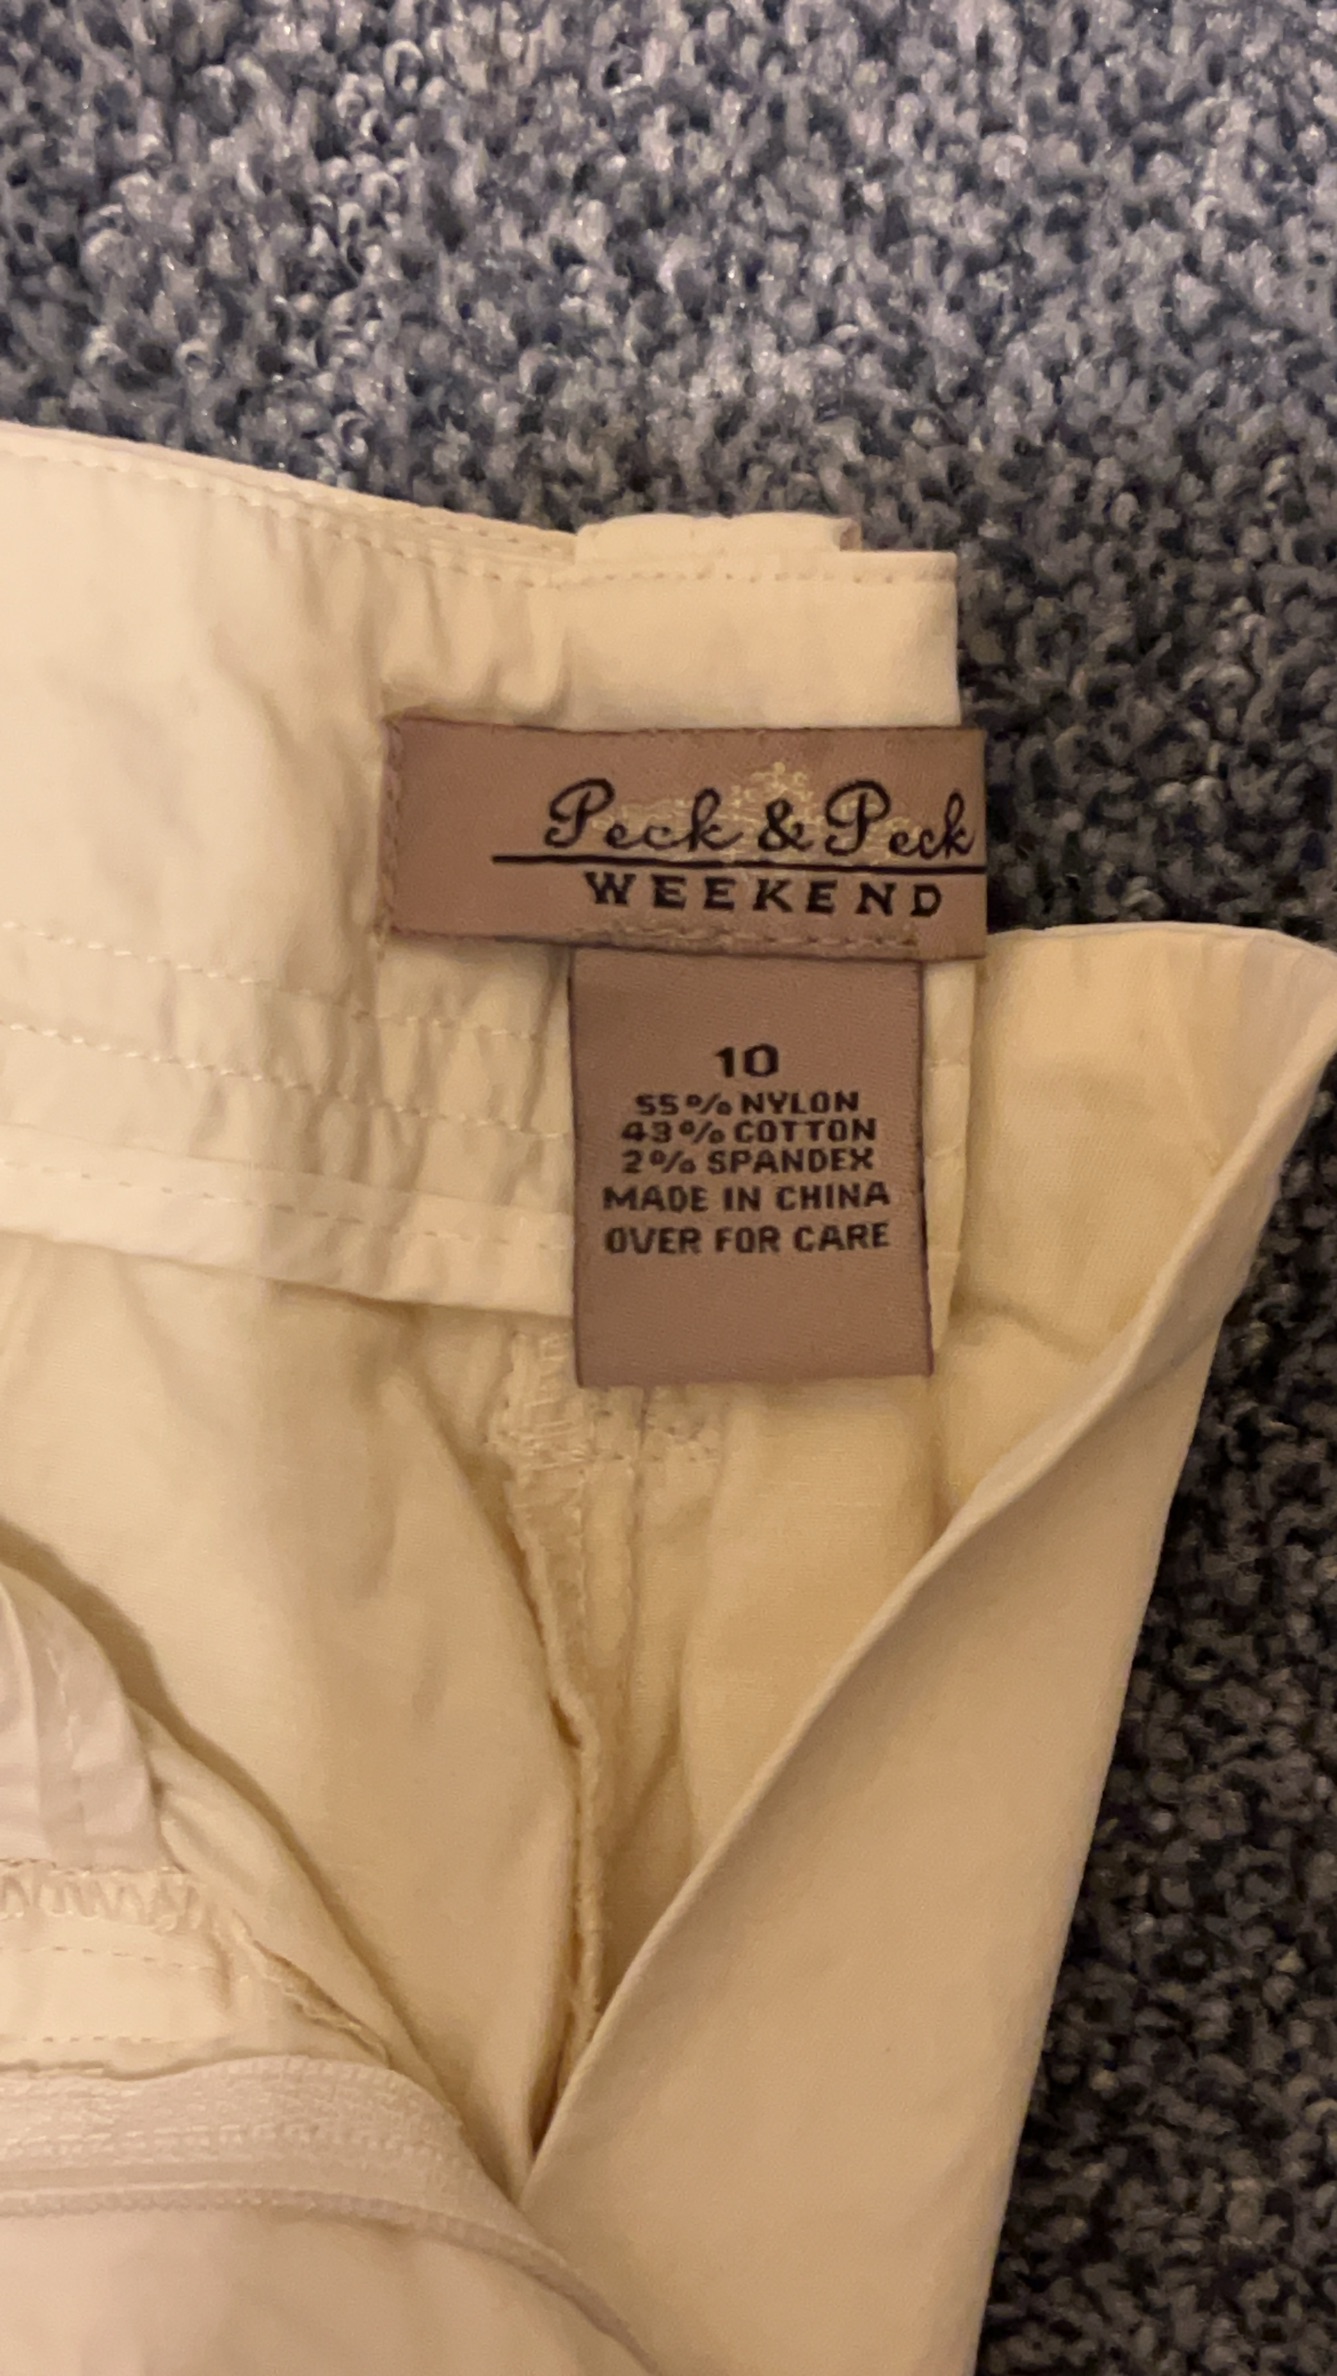 Peck & Peck
WEEKEND
10
55% NYLON
43% COTTON
2% SPANDEX
MADE IN CHINA
OVER FOR CARE